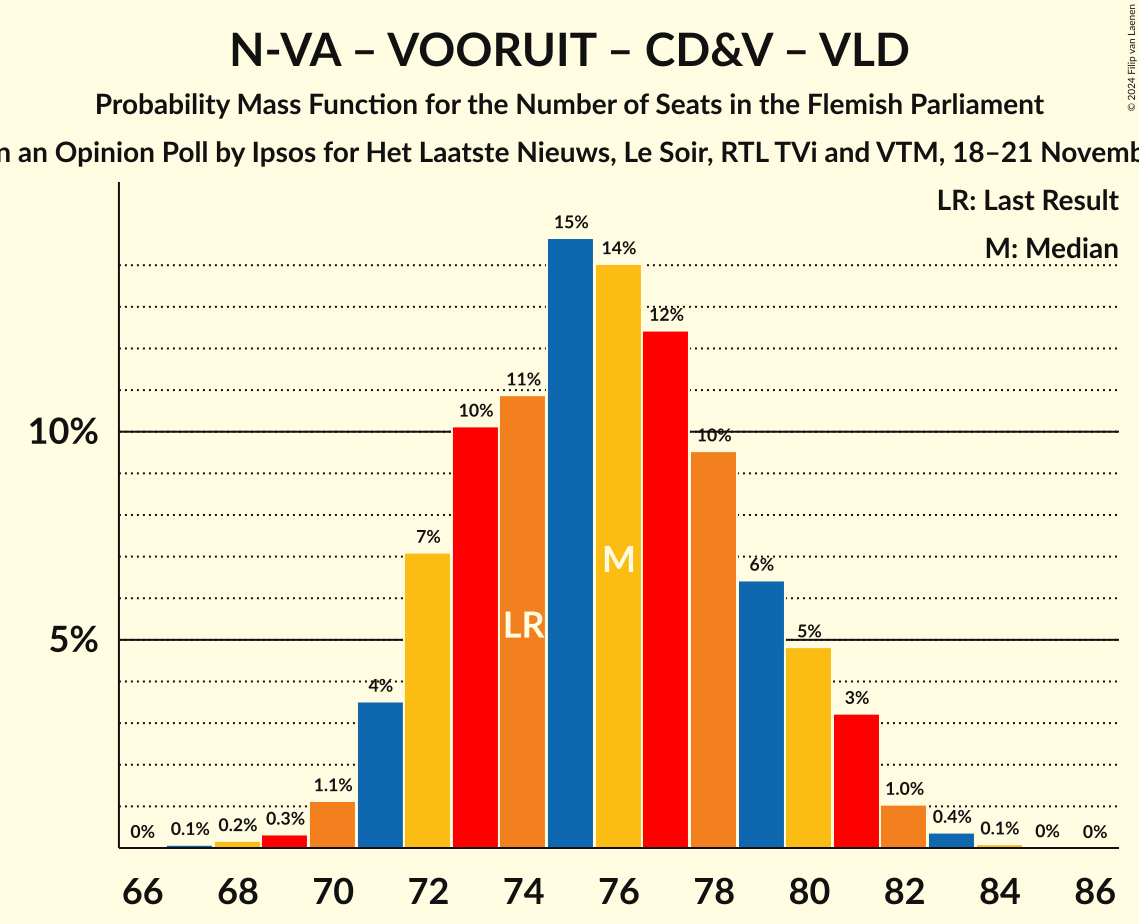 © 2024 Filip van Laenen
N-VA – VOORUIT – CD&V – VLD
Probability Mass Function for the Number of Seats in the Flemish Parliament
an Opinion Poll by Ipsos for Het Laatste Nieuws, Le Soir, RTL TVi and VTM, 18–21
LR: Last Result
M: Median
15%
14%
12%
11%
10%
10%
10%
7%
6%
5%
5%
4%
3%
1.1%
1.0%
0%
0.1%
0.2%
0.3%
0.4%
0.1%
0%
0%
M
LR
66 68 70 72 74 76 78 80 82 84 86